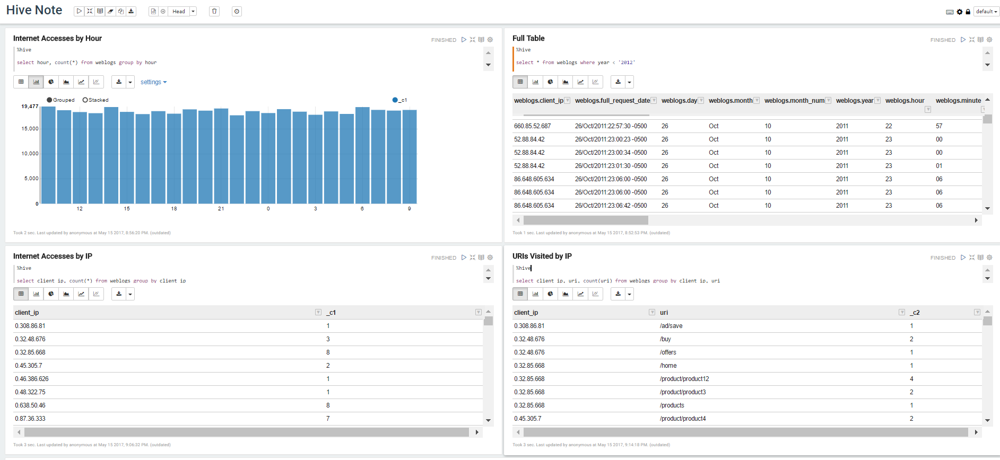 Hive Note
Head
default
Internet Accesses by Hour
FINISHED
%hive
select hour, count(*) from weblogs group by hour
settings
Grouped Stacked _c1
19,477
15,000
10,000
5,000
0
12 15 18 21 0 3 6 9
Took 2 sec. Last updated by anonymous at May 15 2017, 8:56:20 PM. (outdated)
Full Table
FINISHED
%hive
select * from weblogs where year < '2012'
weblogs.client_ip weblogs.full_request_date weblogs.day weblogs.month weblogs.month_num weblogs.year weblogs.hour weblogs.minute
660.85.52.687 26/Oct/2011:22:57:30 -0500 26 Oct 10 2011 22 57
52.88.84.42 26/Oct/2011:23:00:23 -0500 26 Oct 10 2011 23 00
52.88.84.42 26/Oct/2011:23:00:34 -0500 26 Oct 10 2011 23 00
52.88.84.42 26/Oct/2011:23:01:30 -0500 26 Oct 10 2011 23 01
86.648.605.634 26/Oct/2011:23:06:00 -0500 26 Oct 10 2011 23 06
86.648.605.634 26/Oct/2011:23:06:00 -0500 26 Oct 10 2011 23 06
86.648.605.634 26/Oct/2011:23:06:42 -0500 26 Oct 10 2011 23 06
Took 1 sec. Last updated by anonymous at May 15 2017, 8:52:53 PM. (outdated)
Internet Accesses by IP
FINISHED
%hive
select client ip, count(*) from weblogs group by client ip
client_ip _c1
0.308.86.81 1
0.32.48.676 3
0.32.85.668 8
0.45.305.7 2
0.46.386.626 1
0.48.322.75 1
0.638.50.46 8
0.87.36.333 7
Took 3 sec. Last updated by anonymous at May 15 2017, 9:06:32 PM. (outdated)
URIs Visited by IP
FINISHED
%hive
select client ip, uri, count(uri) from weblogs group by client ip, uri
client_ip uri _c2
0.308.86.81 /ad/save 1
0.32.48.676 /buy 2
0.32.48.676 /offers 1
0.32.85.668 /home 1
0.32.85.668 /product/product12 4
0.32.85.668 /product/product3 2
0.32.85.668 /products 1
0.45.305.7 /product/product4 2
Took 3 sec. Last updated by anonymous at May 15 2017, 9:14:18 PM. (outdated)